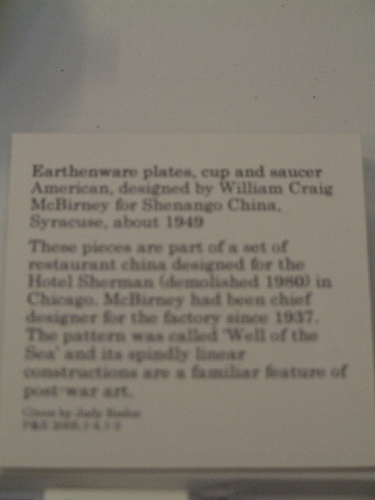 Earthenware plates, cup and saucer
American, designed by William Craig
McBirney for Shenango China,
Syracuse, about 1949
These pieces are part of a set of
restaurant china designed for the
Hotel Sherman (demolished 1980) in
Chicago. McBirney had been chief
designer for the factory since 1937.
The pattern was called 'Well of the
Sea' and its spindly linear
constructions are a familiar feature of
post-war art.
Given by Judy